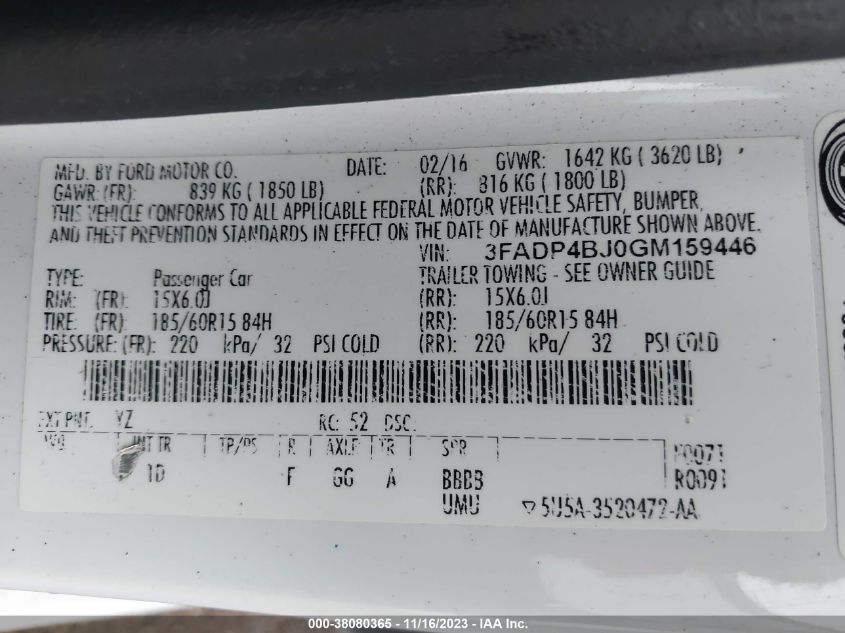 MFD. BY FORD MOTOR CO. DATE: 02/16 GVWR: 1642 KG ( 3620 LB)
GAWR: (FR): 839 KG ( 1850 LB) (RR): 816 KG ( 1800 LB)
THIS VEHICLE CONFORMS TO ALL APPLICABLE FEDERAL MOTOR VEHICLE SAFETY, BUMPER,
AND THEFT PREVENTION STANDARDS IN EFFECT ON THE DATE OF MANUFACTURE SHOWN ABOVE.
VIN: 3FADP4BJ0GM159446
TYPE: Passenger Car TRAILER TOWING - SEE OWNER GUIDE
RIM: (FR): 15X6.0J (RR): 15X6.0J
TIRE: (FR): 185/60R15 84H (RR): 185/60R15 84H
PRESSURE: (FR): 220 kPa/ 32 PSI COLD (RR): 220 kPa/ 32 PSI COLD
EXT PNT: YZ RC: 52 DSO:
INT TR TP/PS R AXLE TR SPR R0071
1D F GG A BBBB R0091
UMU 5U5A-3520472-AA
000-38080365 - 11/16/2023 - IAA Inc.